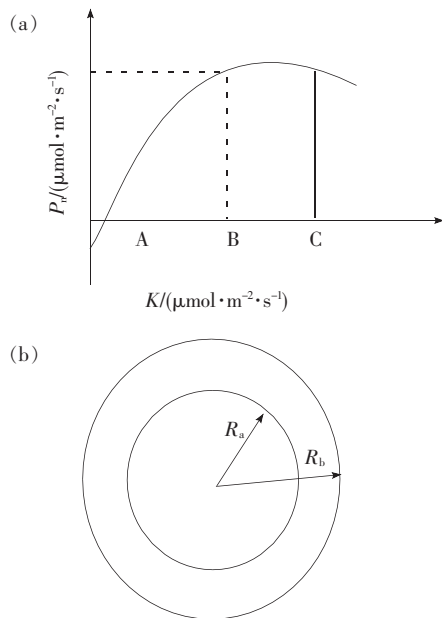 (a)
Pn/(μmol·m⁻²·s⁻¹)
A B C
K/(μmol·m⁻²·s⁻¹)
(b)
Ra
Rb